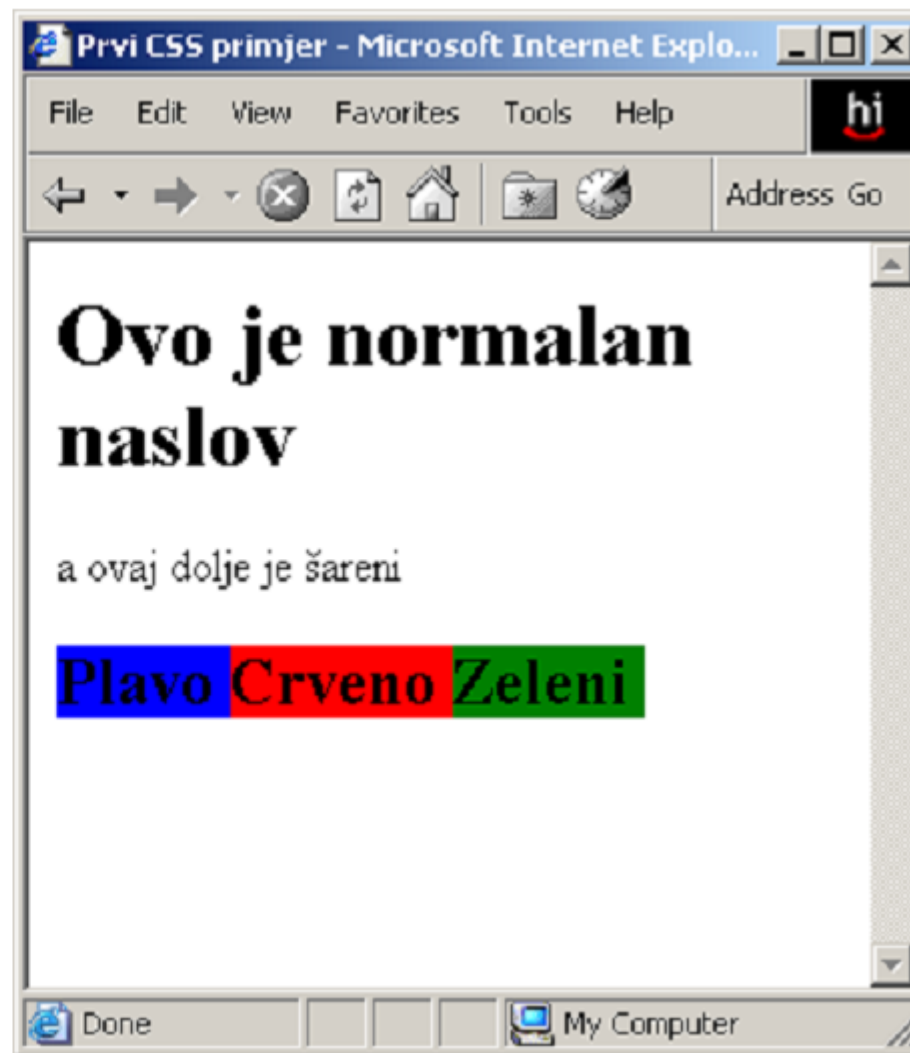 Prvi CSS primjer - Microsoft Internet Explo...
File Edit View Favorites Tools Help
hi
Address Go
Ovo je normalan
naslov
a ovaj dolje je šareni
Plavo Crveno Zeleni
Done
My Computer